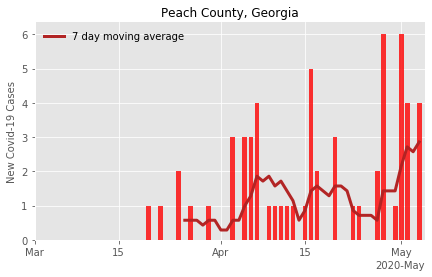 Peach County, Georgia
7 day moving average
New Covid-19 Cases
6
5
4
3
2
1
0
Mar 15 Apr 15 May
2020-May